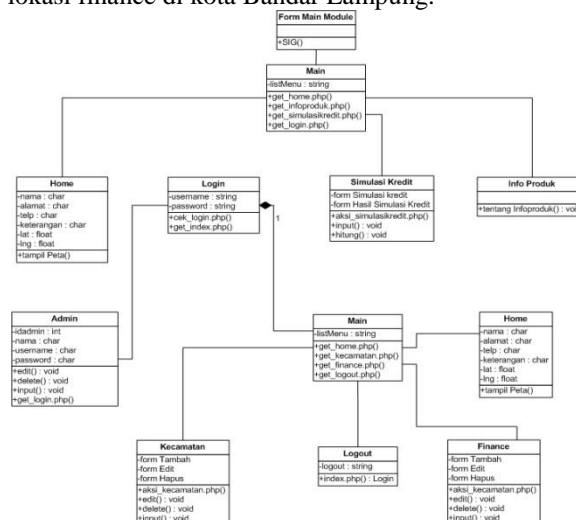 lokasi finance di kota Bandar Lampung.
Form Main Module
+SIG()
Main
-listMenu : string
+get_home.php()
+get_infoproduk.php()
+get_simulasikredit.php()
+get_login.php()
Home
-nama : char
-alamat : char
-telp : char
-keterangan : char
-lat : float
-lng : float
+tampil Peta()
Login
-username : string
-password : string
+cek_login.php()
+get_index.php()
1
Simulasi Kredit
-form Simulasi kredit
-form Hasil Simulasi Kredit
+aksi_simulasikredit.php()
+input() : void
+hitung() : void
Info Produk
+tentang Infoproduk() : void
Admin
-idadmin : int
-nama : char
-username : char
-password : char
+edit() : void
+delete() : void
+input() : void
+get_login.php()
Main
-listMenu : string
+get_home.php()
+get_kecamatan.php()
+get_finance.php()
+get_logout.php()
Home
-nama : char
-alamat : char
-telp : char
-keterangan : char
-lat : float
-lng : float
+tampil Peta()
Kecamatan
-form Tambah
-form Edit
-form Hapus
+aksi_kecamatan.php()
+edit() : void
+delete() : void
+input() : void
Logout
-logout : string
+index.php() : Login
Finance
-form Tambah
-form Edit
-form Hapus
+aksi_kecamatan.php()
+edit() : void
+delete() : void
+input() : void